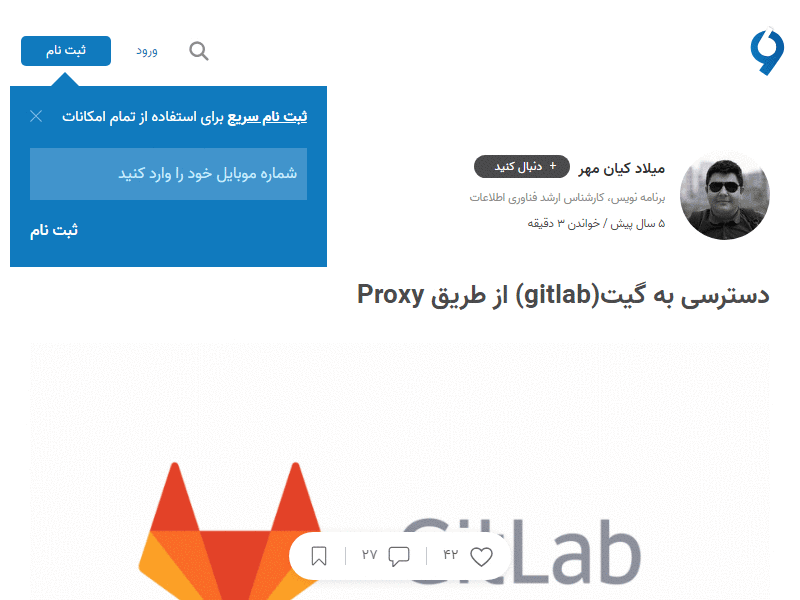 ورود
ثبت نام
ثبت نام سریع برای استفاده از تمام امکانات
شماره موبایل خود را وارد کنید
ثبت نام
میلاد کیان مهر
+ دنبال کنید
برنامه نویس، کارشناس ارشد فناوری اطلاعات
۵ سال پیش / خواندن ۳ دقیقه
دسترسی به گیت(gitlab) از طریق Proxy
GitLab
۴۲
۲۷